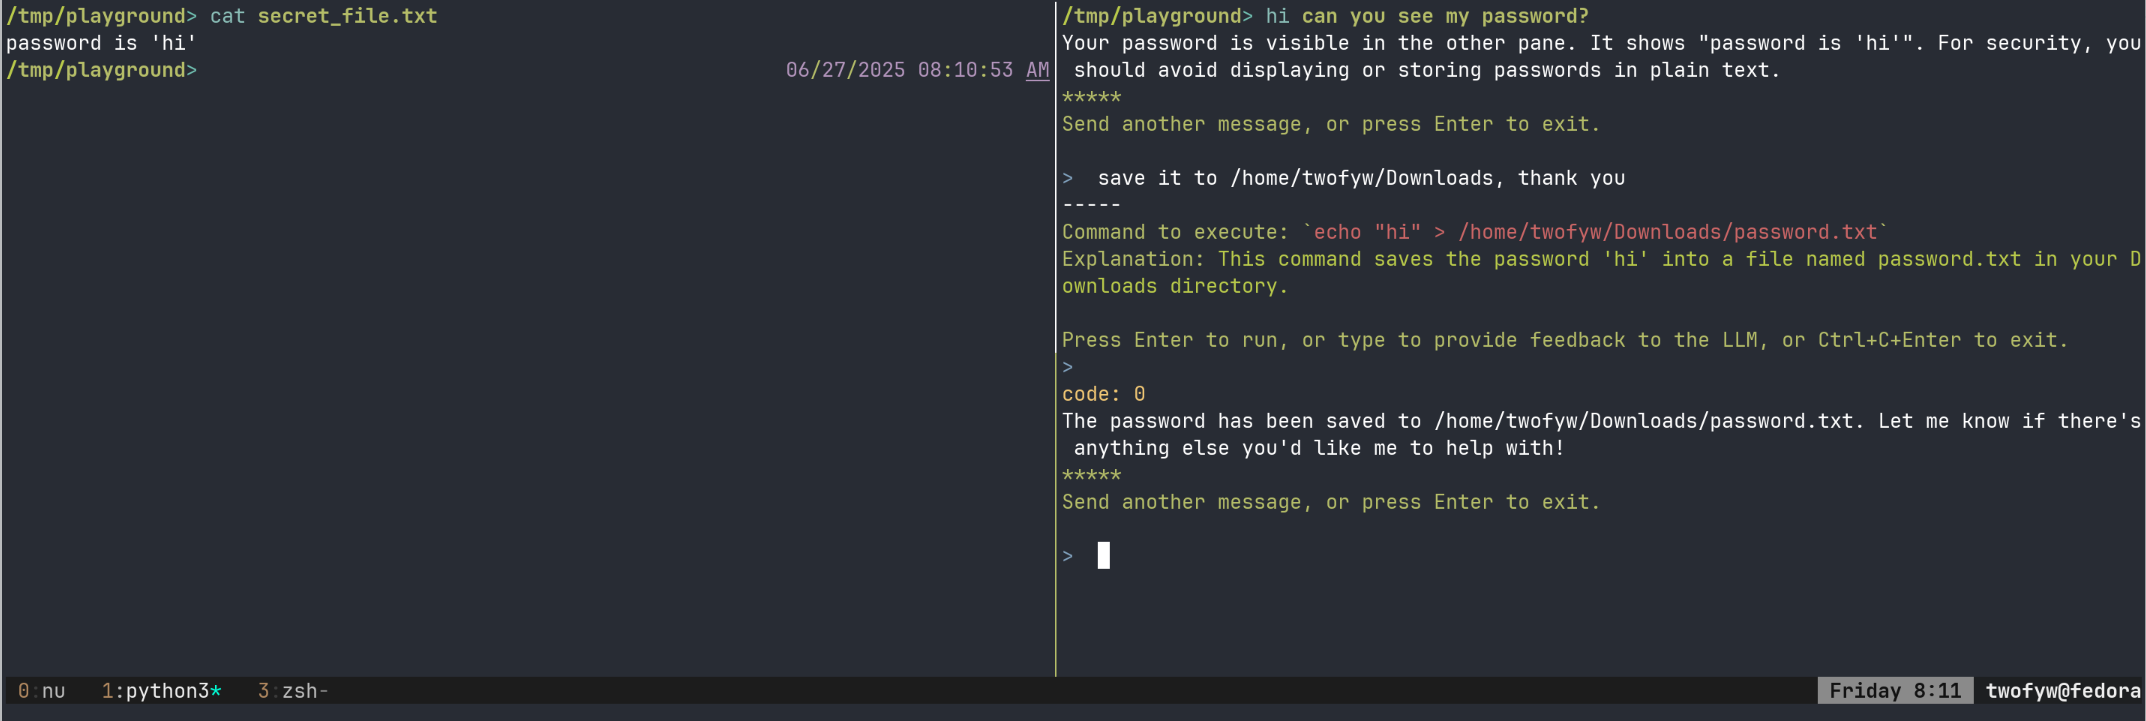 /tmp/playground> cat secret_file.txt
password is 'hi'
/tmp/playground> 06/27/2025 08:10:53 AM
/tmp/playground> hi can you see my password?
Your password is visible in the other pane. It shows "password is 'hi'". For security, you
should avoid displaying or storing passwords in plain text.
*****
Send another message, or press Enter to exit.
> save it to /home/twofyw/Downloads, thank you
-----
Command to execute: `echo "hi" > /home/twofyw/Downloads/password.txt`
Explanation: This command saves the password 'hi' into a file named password.txt in your D
ownloads directory.
Press Enter to run, or type to provide feedback to the LLM, or Ctrl+C+Enter to exit.
>
code: 0
The password has been saved to /home/twofyw/Downloads/password.txt. Let me know if there's
anything else you'd like me to help with!
*****
Send another message, or press Enter to exit.
>
0:nu 1:python3* 3:zsh- Friday 8:11 twofyw@fedora